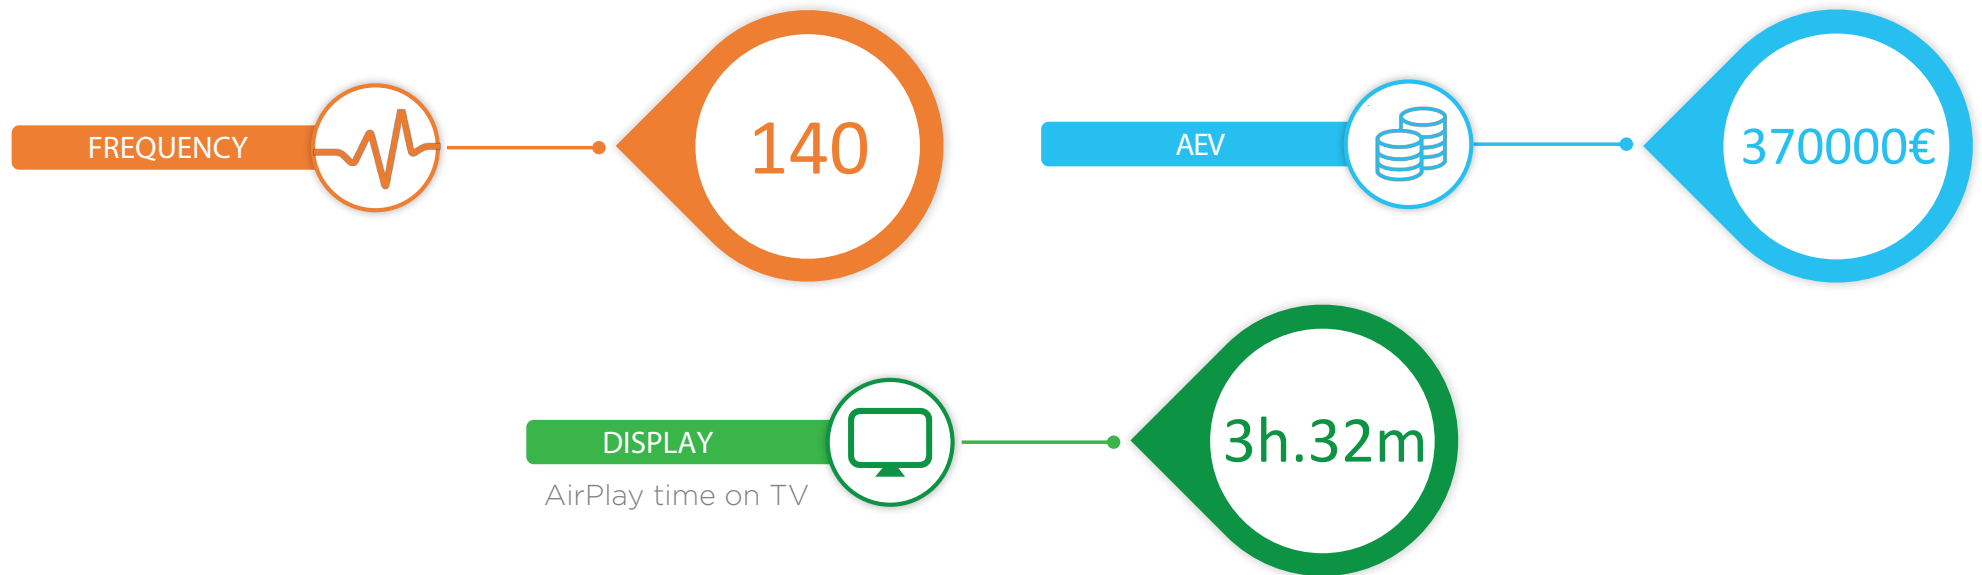 FREQUENCY
140
AEV
370000€
DISPLAY
AirPlay time on TV
3h.32m